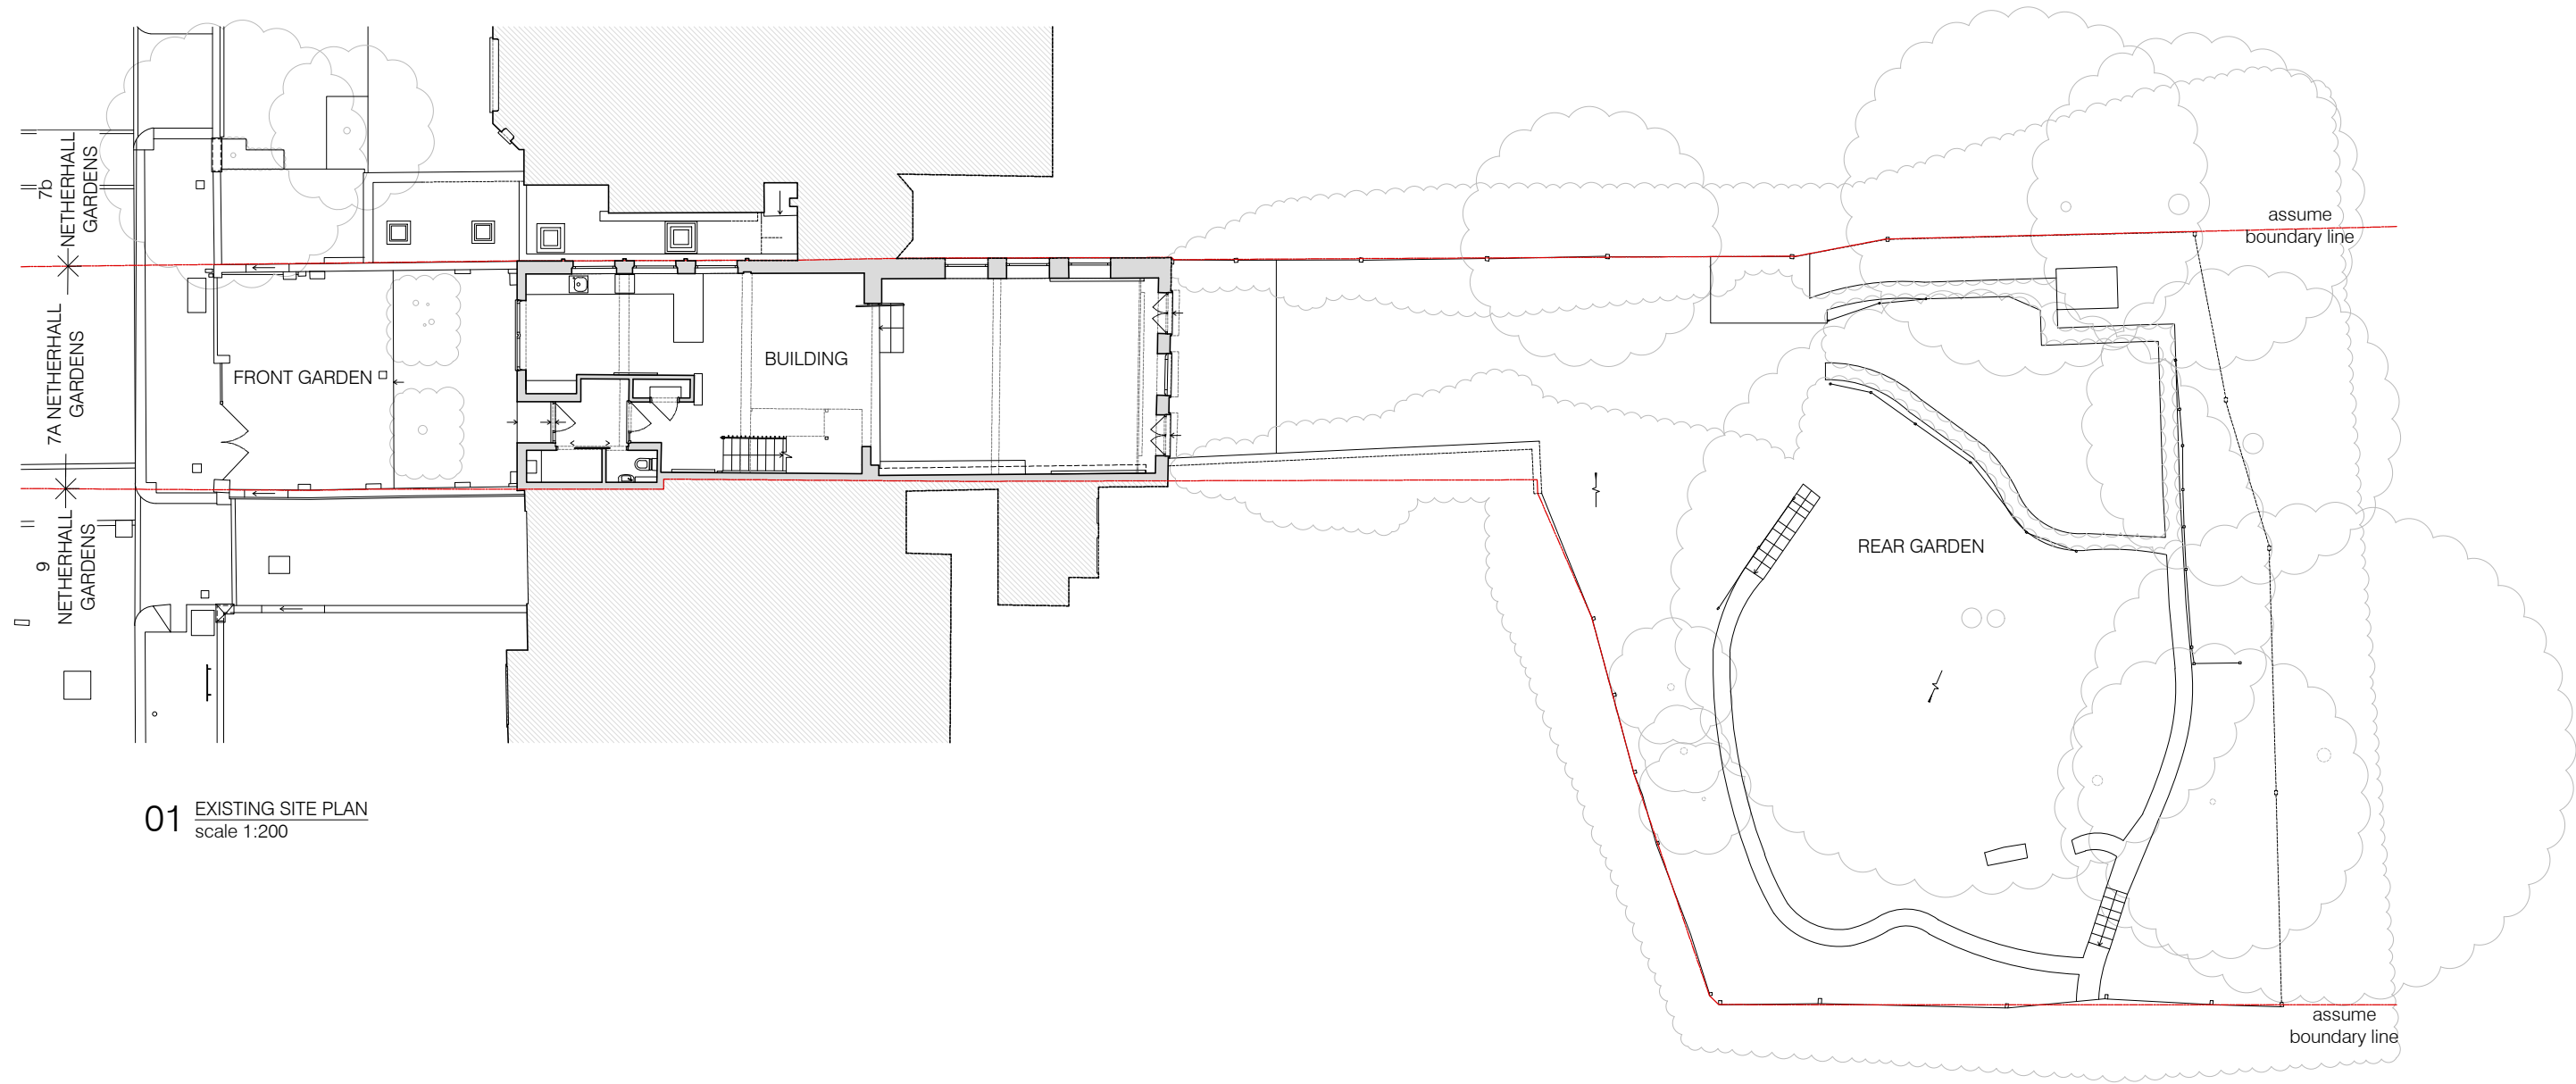 7b
NETHERHALL
GARDENS
7A NETHERHALL
GARDENS
9
NETHERHALL
GARDENS
FRONT GARDEN
BUILDING
REAR GARDEN
assume
boundary line
assume
boundary line
01 EXISTING SITE PLAN
scale 1:200